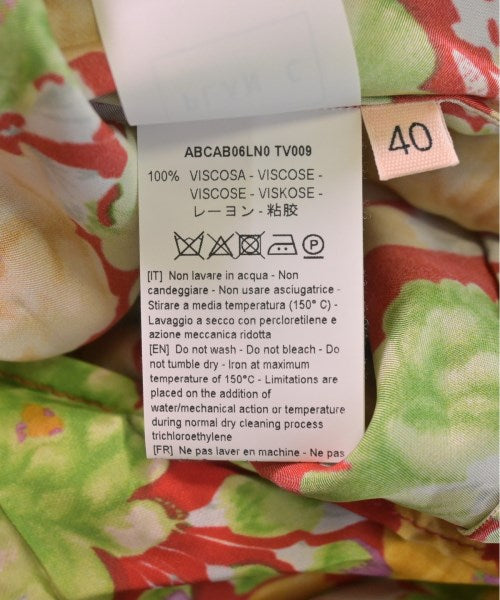 PLAN C
ABCAB06LN0 TV009
40
100% VISCOSA - VISCOSE -
VISCOSE - VISKOSE -
レーヨン - 粘胶
P
[IT] Non lavare in acqua - Non
candeggiare - Non usare asciugatrice -
Stirare a media temperatura (150° C) -
Lavaggio a secco con percloretilene e
azione meccanica ridotta
[EN] Do not wash - Do not bleach - Do
not tumble dry - Iron at maximum
temperature of 150°C - Limitations are
placed on the addition of
water/mechanical action or temperature
during normal dry cleaning process
trichloroethylene
[FR] Ne pas laver en machine - Ne pas